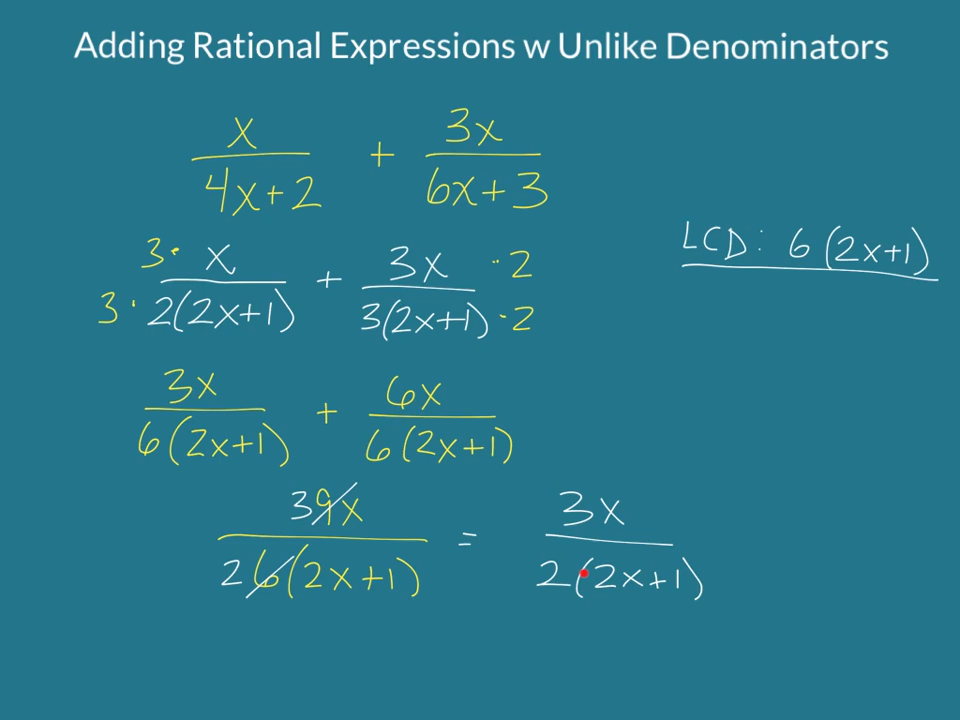 Adding Rational Expressions w Unlike Denominators
x/(4x+2) + 3x/(6x+3)
LCD: 6(2x+1)
3· x/(3· 2(2x+1)) + 3x ·2/(3(2x+1) ·2)
3x/(6(2x+1)) + 6x/(6(2x+1))
3 9x/(2 6(2x+1)) = 3x/(2(2x+1))